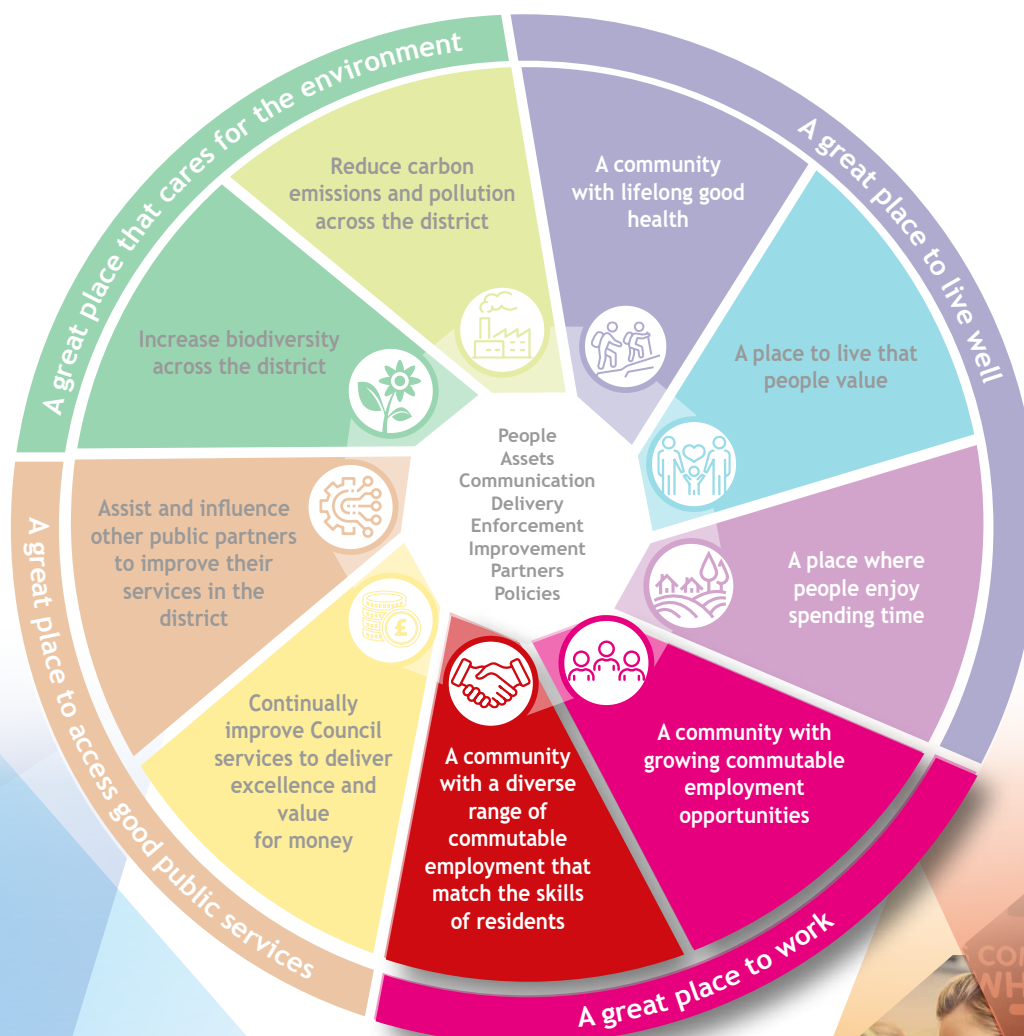 A great place that cares for the environment
A great place to live well
Reduce carbon
emissions and pollution
across the district
A community
with lifelong good
health
Increase biodiversity
across the district
A place to live that
people value
People
Assets
Communication
Delivery
Enforcement
Improvement
Partners
Policies
Assist and influence
other public partners
to improve their
services in the
district
£
A place where
people enjoy
spending time
Continually
improve Council
services to deliver
excellence and
value
for money
A community
with a diverse
range of
commutable
employment that
match the skills
of residents
A community with
growing commutable
employment
opportunities
A great place to access good public services
A great place to work